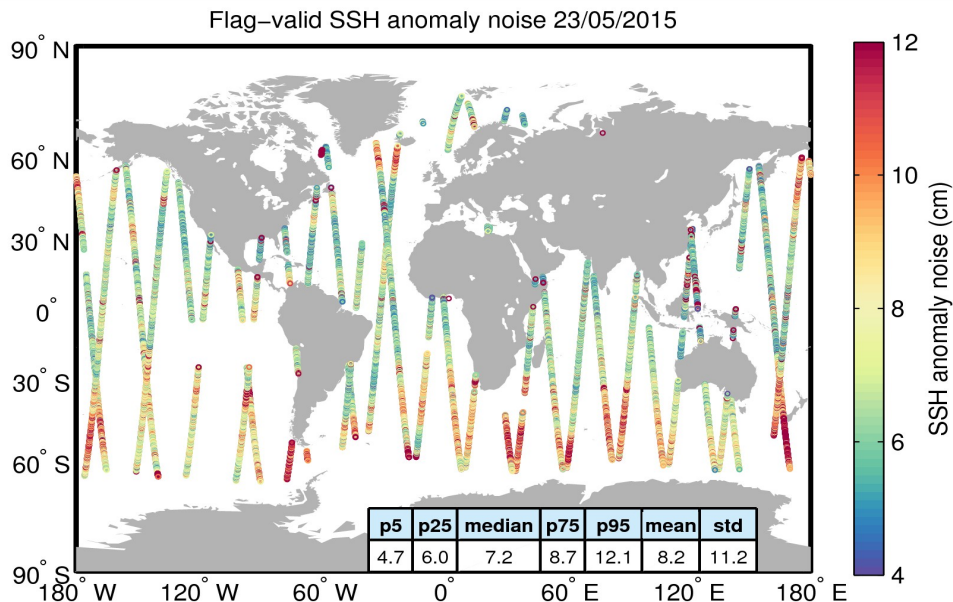 Flag−valid SSH anomaly noise 23/05/2015
90° N
60° N
30° N
0°
30° S
60° S
90° S
180° W
120° W
60° W
0°
60° E
120° E
180° E
p5 p25 median p75 p95 mean std
4.7 6.0 7.2 8.7 12.1 8.2 11.2
12
10
8
6
4
SSH anomaly noise (cm)